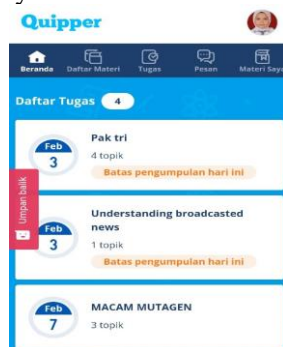 Quipper
Beranda Daftar Materi Tugas Pesan Materi Saya
Daftar Tugas 4
Feb 3
Pak tri
4 topik
Batas pengumpulan hari ini
Umpan balik
Feb 3
Understanding broadcasted
news
1 topik
Batas pengumpulan hari ini
Feb 7
MACAM MUTAGEN
3 topik